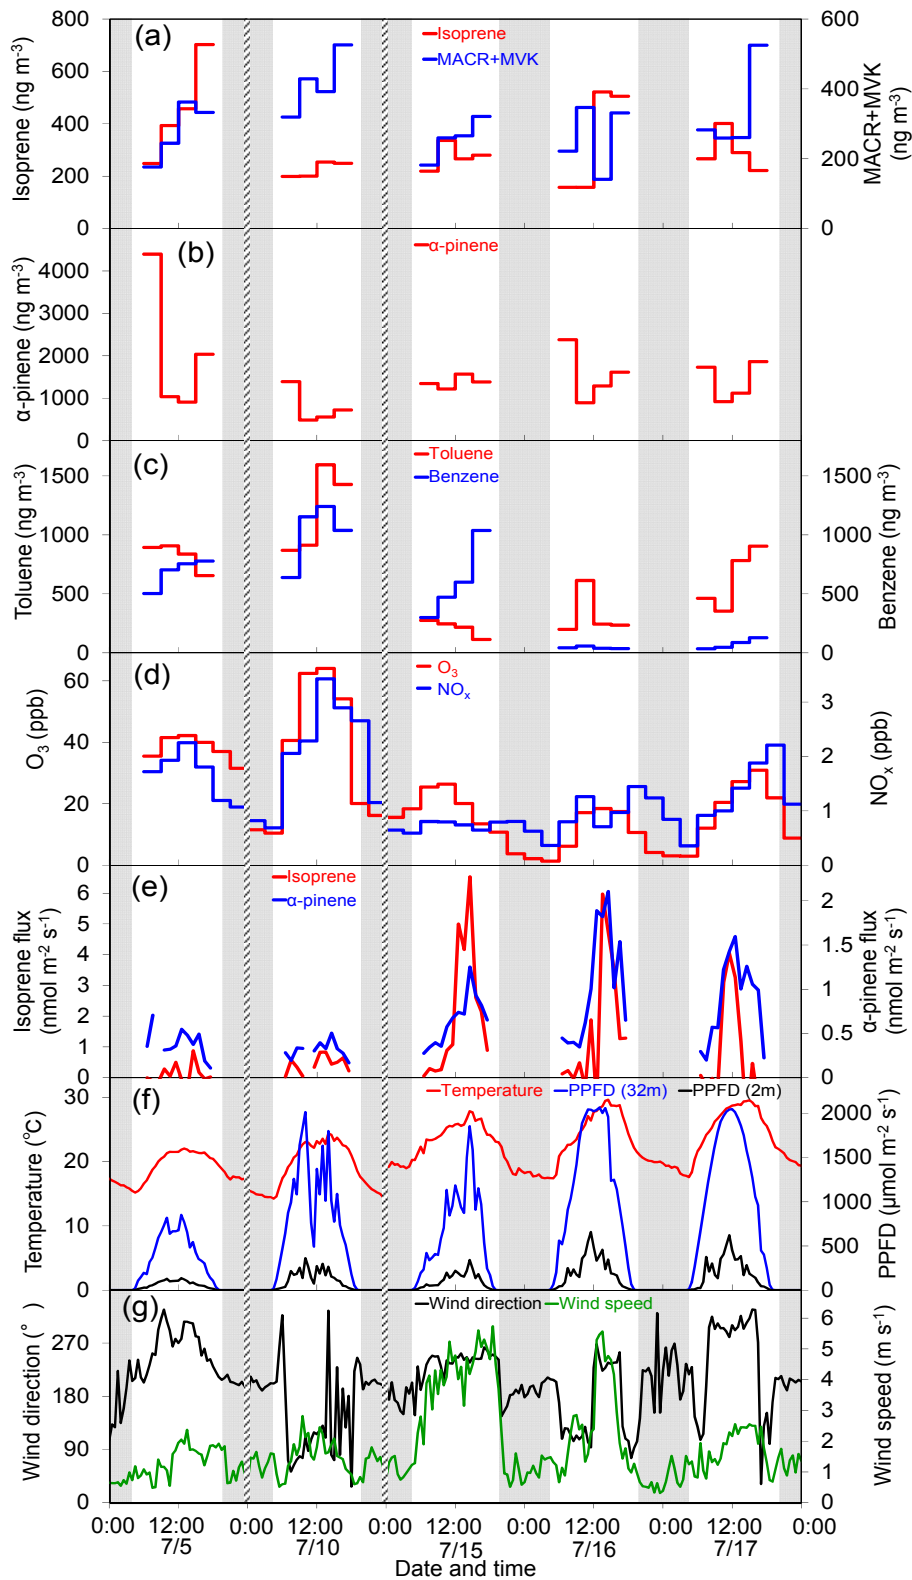 (a)
Isoprene
MACR+MVK
Isoprene (ng m-3)
800
600
400
200
0
MACR+MVK
(ng m-3)
600
400
200
0
(b)
α-pinene
α-pinene (ng m-3)
4000
3000
2000
1000
0
(c)
Toluene
Benzene
Toluene (ng m-3)
1500
1000
500
0
Benzene (ng m-3)
1500
1000
500
0
(d)
O3
NOx
O3 (ppb)
60
40
20
0
NOx (ppb)
3
2
1
0
(e)
Isoprene
α-pinene
Isoprene flux
(nmol m-2 s-1)
6
5
4
3
2
1
0
α-pinene flux
(nmol m-2 s-1)
2
1
1
0
0
(f)
Temperature
PPFD (32m)
PPFD (2m)
Temperature (°C)
30
20
10
0
PPFD (μmol m-2 s-1)
2000
1500
1000
500
0
(g)
Wind direction
Wind speed
Wind direction (°)
270
180
90
0
Wind speed (m s-1)
6
5
4
3
2
1
0
0:00 12:00 0:00 12:00 0:00 12:00 0:00 12:00 0:00 12:00 0:00
7/5 7/10 7/15 7/16 7/17
Date and time